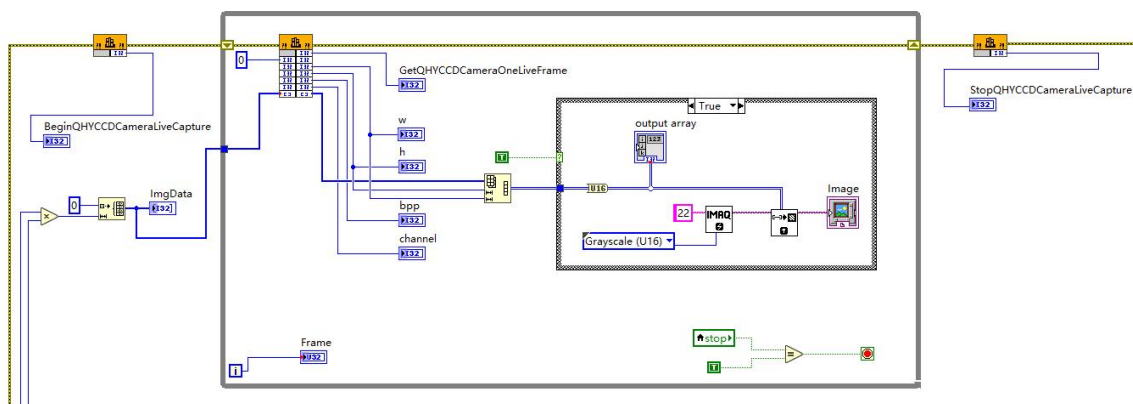 GetQHYCCDCameraOneLiveFrame
I32
BeginQHYCCDCameraLiveCapture
I32
StopQHYCCDCameraLiveCapture
I32
0
w
I32
h
I32
bpp
I32
channel
I32
0
ImgData
I32
True
output array
T
?
U16
22
IMAQ
Image
Grayscale (U16)
Frame
U32
i
stop
T